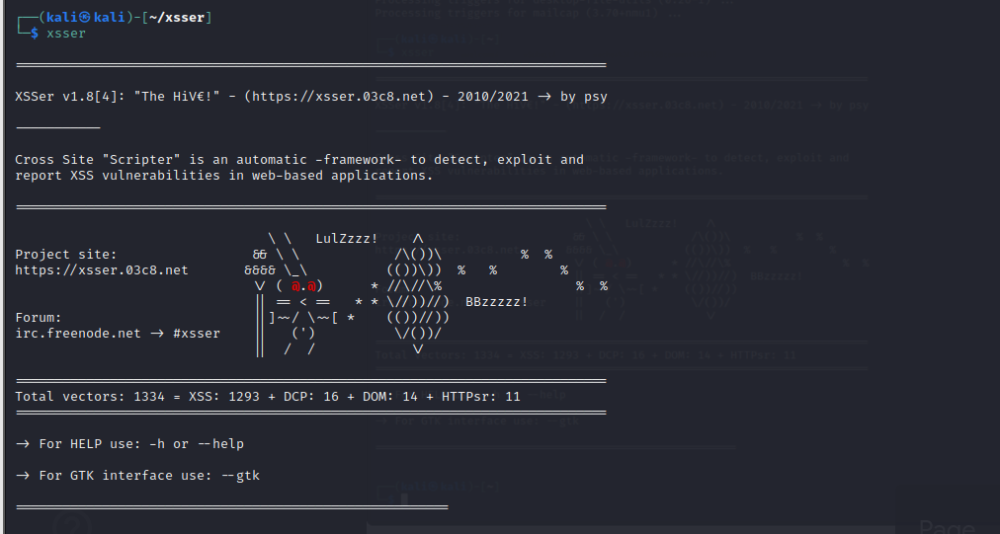 ┌──(kali㉿kali)-[~/xsser]
└─$ xsser
===========================================================================
XSSer v1.8[4]: "The HiV€!" - (https://xsser.03c8.net) - 2010/2021 -> by psy
-----------
Cross Site "Scripter" is an automatic -framework- to detect, exploit and
report XSS vulnerabilities in web-based applications.
===========================================================================
                                \ \   LulZzzz!    /\
Project site:                 && \ \            /\())\          %  %
https://xsser.03c8.net       &&&& \_\          (())\))  %   %        %
                              \/ ( @.@)      * //\//\%                 %  %
                              || == < ==   * * \//))//)  BBzzzzz!
Forum:                        ||]~~/ \~~[ *    (())//))
irc.freenode.net -> #xsser    ||   (')          \/())/
                              ||  /  /            \/
===========================================================================
Total vectors: 1334 = XSS: 1293 + DCP: 16 + DOM: 14 + HTTPsr: 11
===========================================================================
-> For HELP use: -h or --help
-> For GTK interface use: --gtk
=======================================================
Page